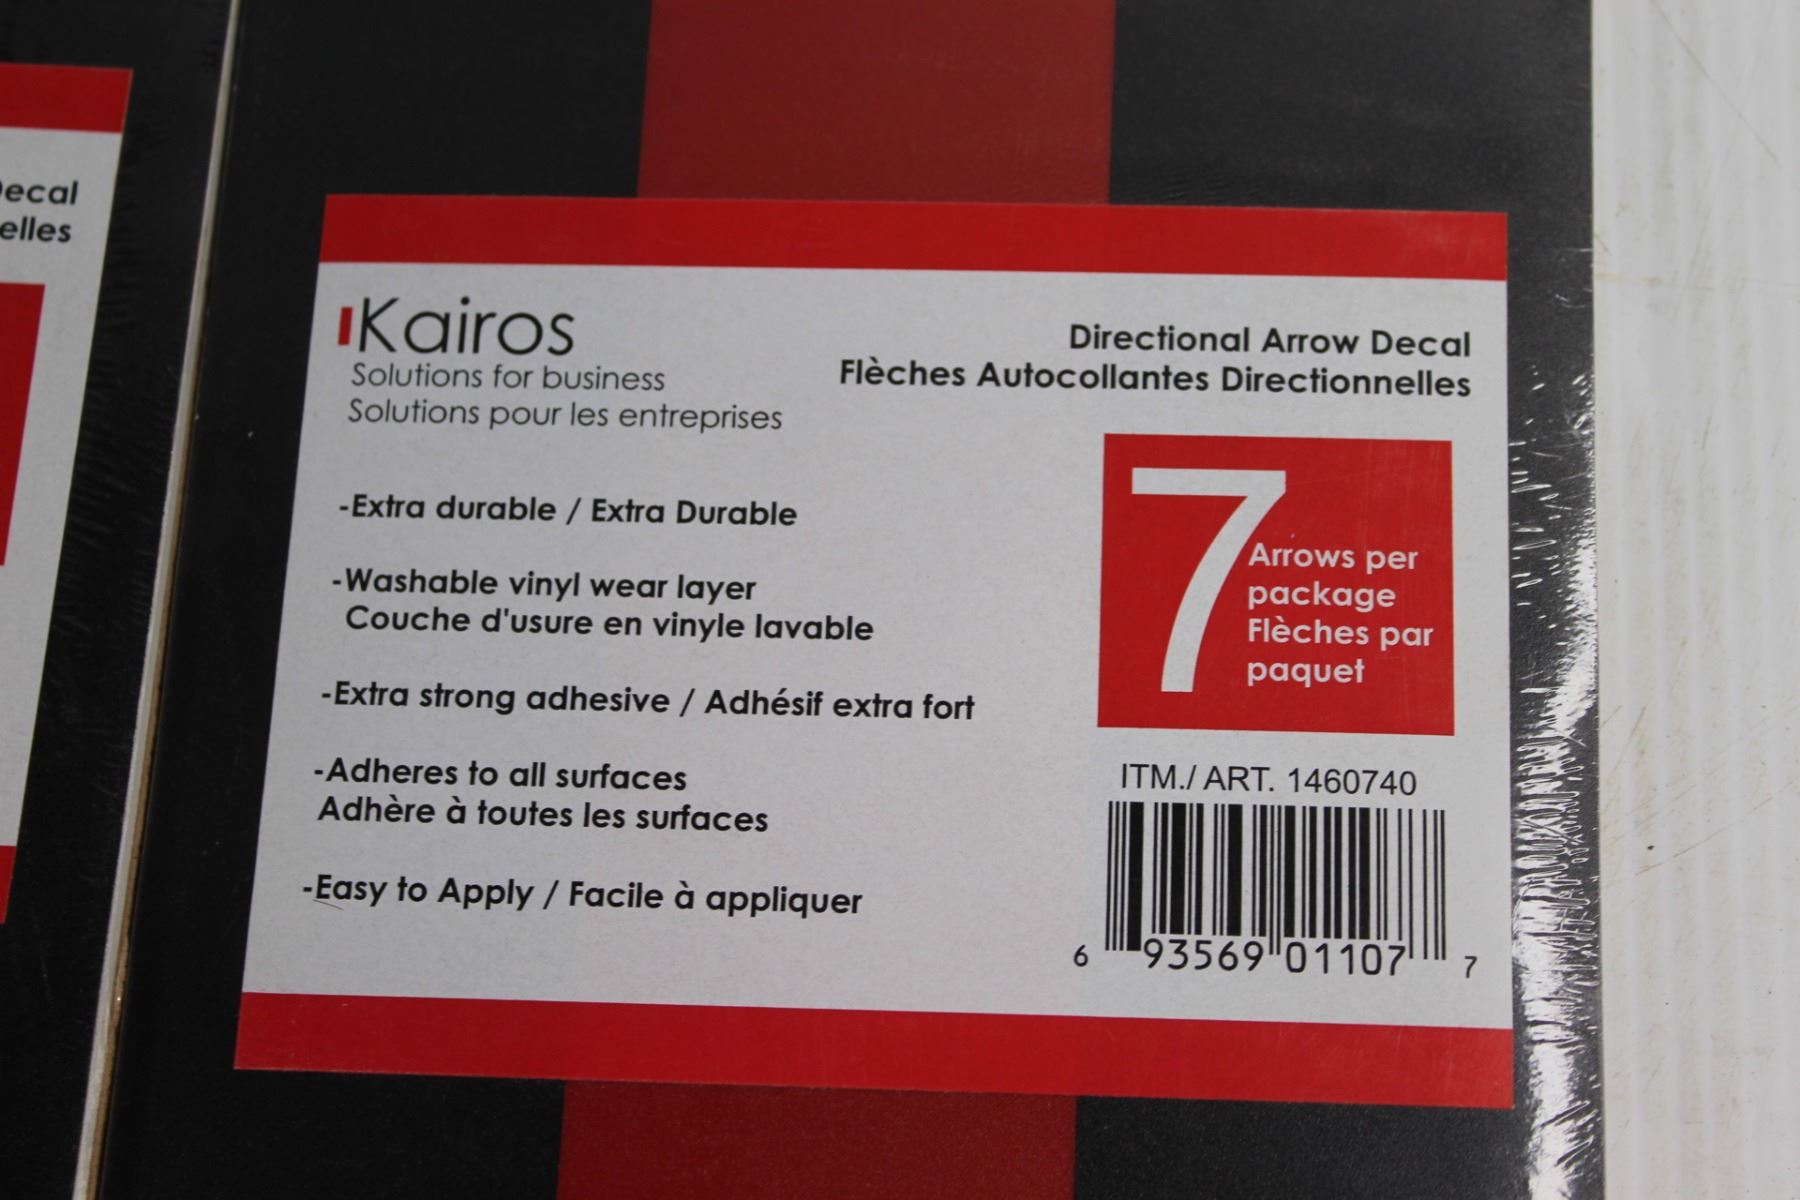 ecal
elles
Kairos
Solutions for business
Solutions pour les entreprises
Directional Arrow Decal
Flèches Autocollantes Directionnelles
-Extra durable / Extra Durable
-Washable vinyl wear layer
Couche d'usure en vinyle lavable
-Extra strong adhesive / Adhésif extra fort
-Adheres to all surfaces
Adhère à toutes les surfaces
-Easy to Apply / Facile à appliquer
7
Arrows per
package
Flèches par
paquet
ITM./ ART. 1460740
6 93569 01107 7